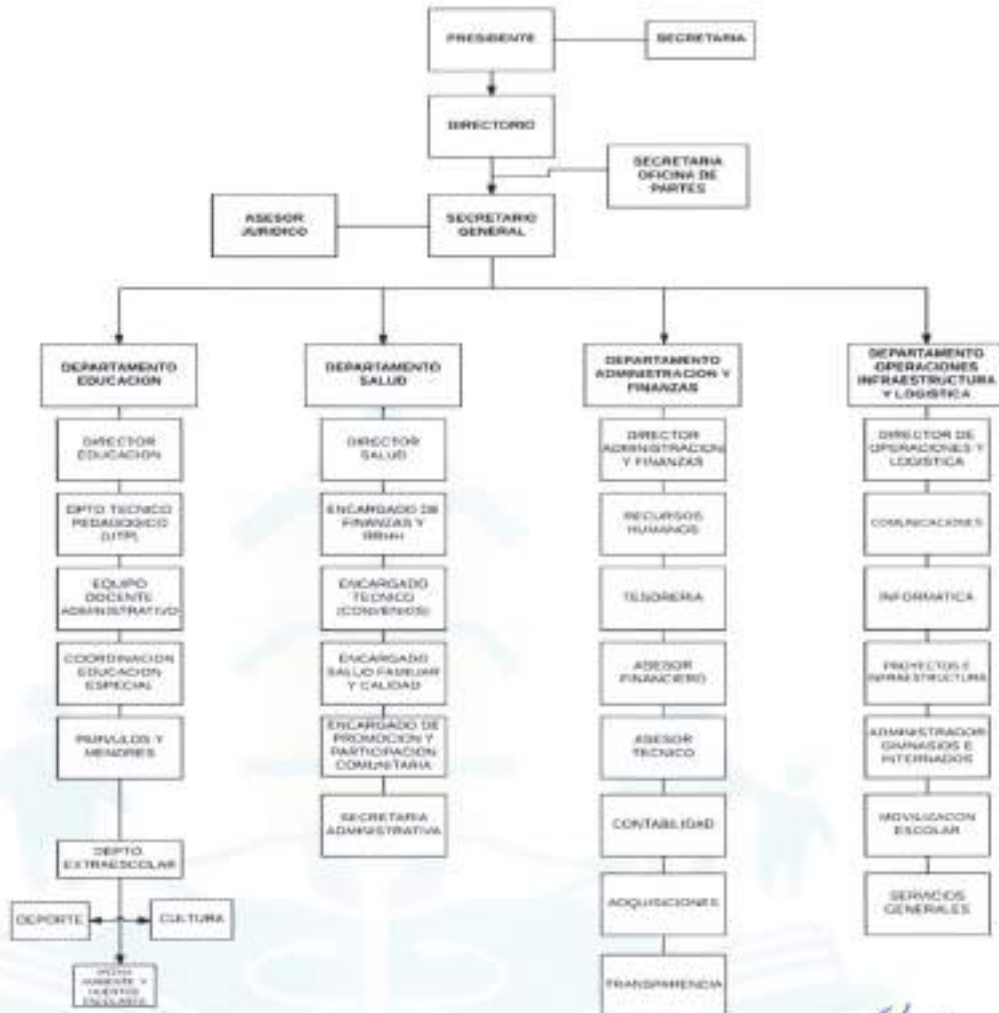 PRESIDENTE
SECRETARIA
DIRECTORIO
SECRETARIA
OFICINA DE
PARTES
ASESOR
JURIDICO
SECRETARIO
GENERAL
DEPARTAMENTO
EDUCACION
DIRECTOR
EDUCACION
DPTO TECNICO
PEDAGOGICO
(UTP)
EQUIPO
DOCENTE
ADMINISTRATIVO
COORDINACION
EDUCACION
ESPECIAL
PARVULOS Y
MENORES
DEPTO.
EXTRAESCOLAR
DEPORTE
CULTURA
AMBIENTE Y
HUERTOS
ESCOLARES
DEPARTAMENTO
SALUD
DIRECTOR
SALUD
ENCARGADO DE
FINANZAS Y
RRHH
ENCARGADO
TECNICO
(CONVENIOS)
ENCARGADO
SALUD FAMILIAR
Y CALIDAD
ENCARGADO DE
PROMOCION Y
PARTICIPACION
COMUNITARIA
SECRETARIA
ADMINISTRATIVA
DEPARTAMENTO
ADMINISTRACION Y
FINANZAS
DIRECTOR
ADMINISTRACION
Y FINANZAS
RECURSOS
HUMANOS
TESORERIA
ASESOR
FINANCIERO
ASESOR
TECNICO
CONTABILIDAD
ADQUISICIONES
TRANSPARENCIA
DEPARTAMENTO
OPERACIONES
INFRAESTRUCTURA
Y LOGISTICA
DIRECTOR DE
OPERACIONES Y
LOGISTICA
COMUNICACIONES
INFORMATICA
PROYECTOS E
INFRAESTRUCTURA
ADMINISTRADOR
GIMNASIOS E
INTERNADOS
MOVILIZACON
ESCOLAR
SERVICIOS
GENERALES